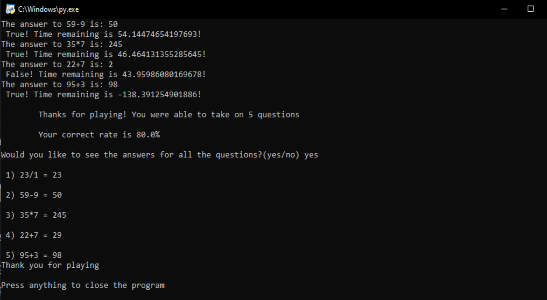 C:\Windows\py.exe
The answer to 59-9 is: 50
True! Time remaining is 54.14474654197693!
The answer to 35*7 is: 245
True! Time remaining is 46.464131355285645!
The answer to 22+7 is: 2
False! Time remaining is 43.95986080169678!
The answer to 95+3 is: 98
True! Time remaining is -138.391254901886!
Thanks for playing! You were able to take on 5 questions
Your correct rate is 80.0%
Would you like to see the answers for all the questions?(yes/no) yes
1) 23/1 = 23
2) 59-9 = 50
3) 35*7 = 245
4) 22+7 = 29
5) 95+3 = 98
Thank you for playing
Press anything to close the program